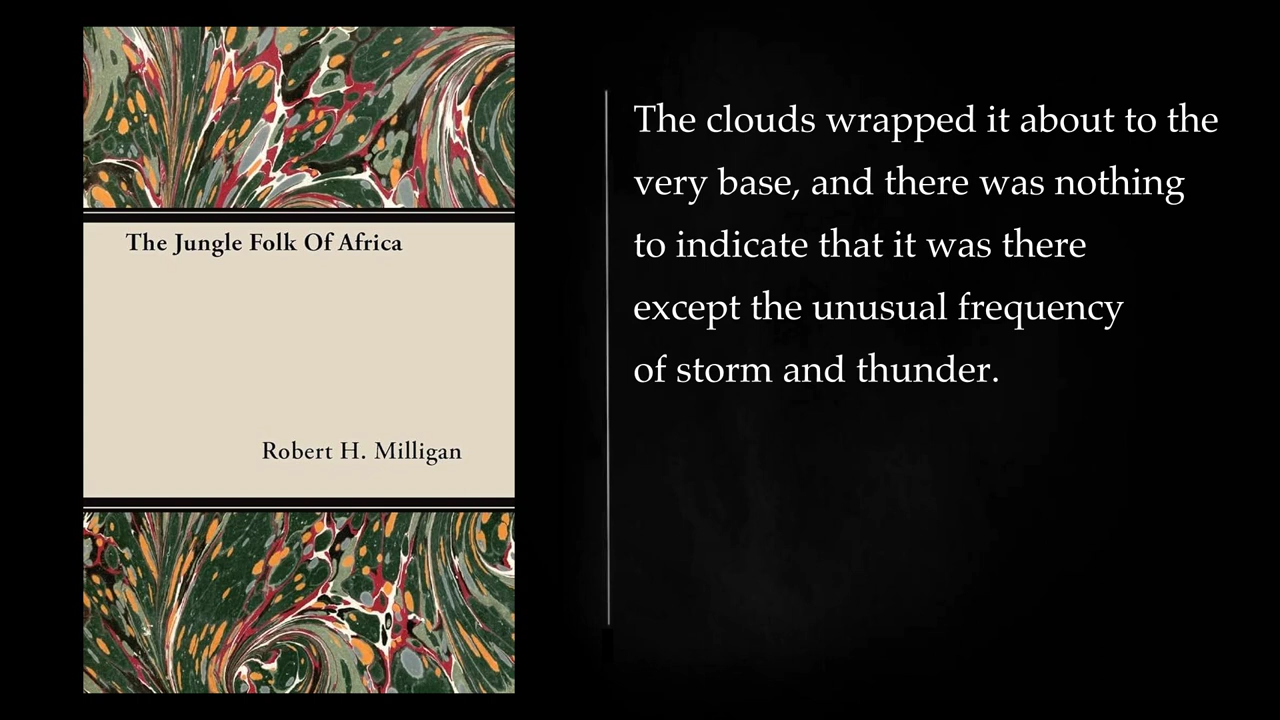 The Jungle Folk Of Africa
Robert H. Milligan
The clouds wrapped it about to the
very base, and there was nothing
to indicate that it was there
except the unusual frequency
of storm and thunder.